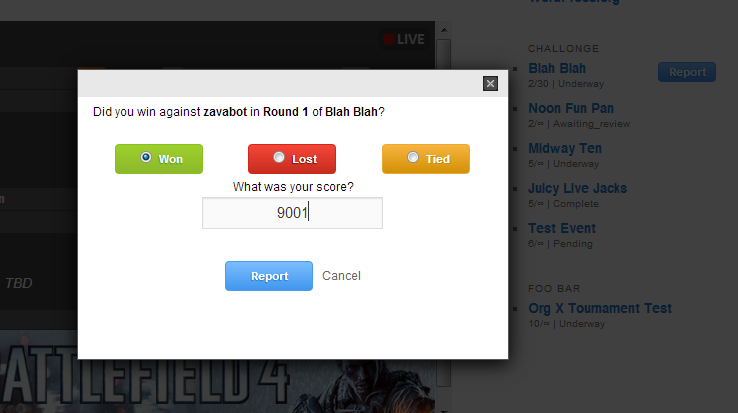 LIVE
Did you win against zavabot in Round 1 of Blah Blah?
Won
Lost
Tied
What was your score?
9001
Report
Cancel
TBD
BATTLEFIELD 4
CHALLONGE
Blah Blah
Report
2/30 | Underway
Noon Fun Pan
2/∞ | Awaiting_review
Midway Ten
5/∞ | Underway
Juicy Live Jacks
5/∞ | Complete
Test Event
6/∞ | Pending
FOO BAR
Org X Tournament Test
10/∞ | Underway